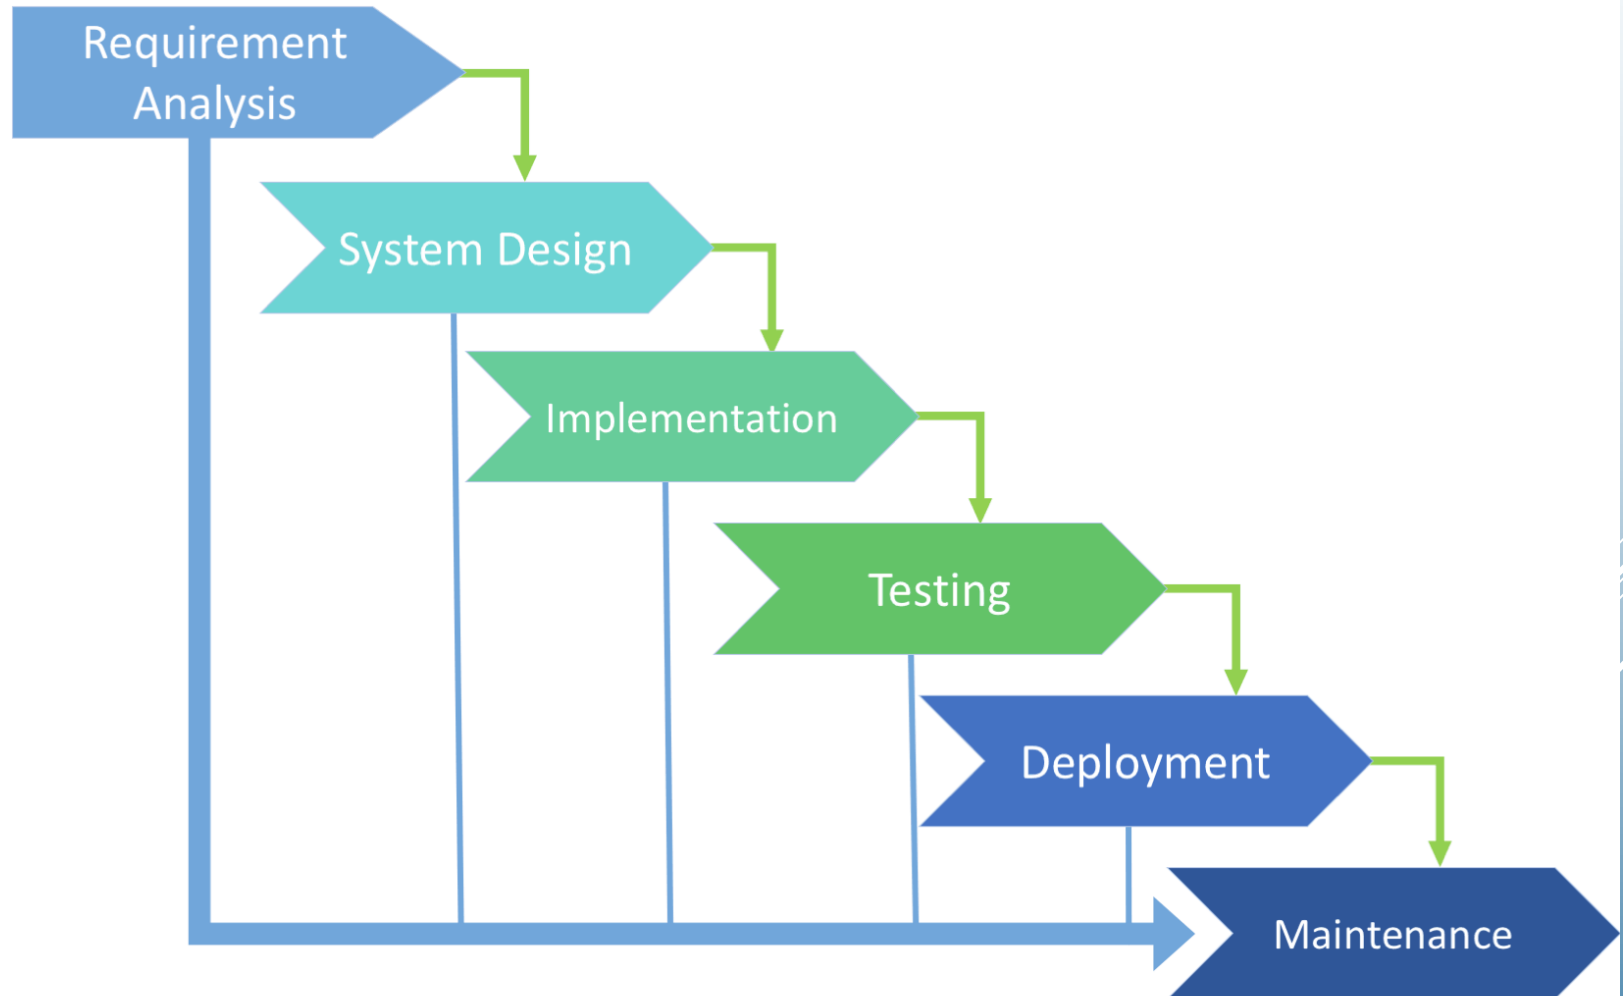 Requirement
Analysis
System Design
Implementation
Testing
Deployment
Maintenance